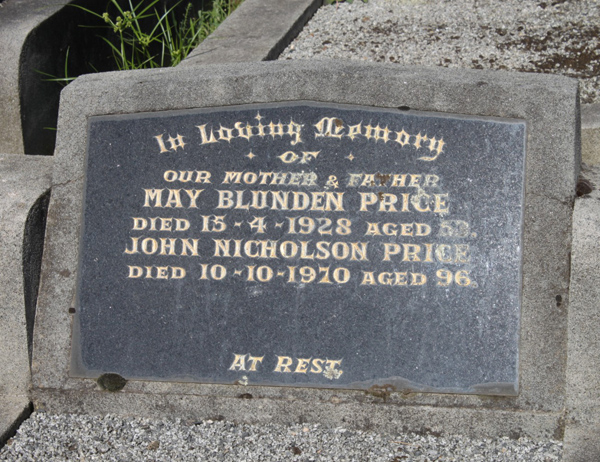 In Loving Memory
OF
OUR MOTHER & FATHER
MAY BLUNDEN PRICE
DIED 15-4-1928 AGED
JOHN NICHOLSON PRICE
DIED 10-10-1970 AGED 96.
AT REST.